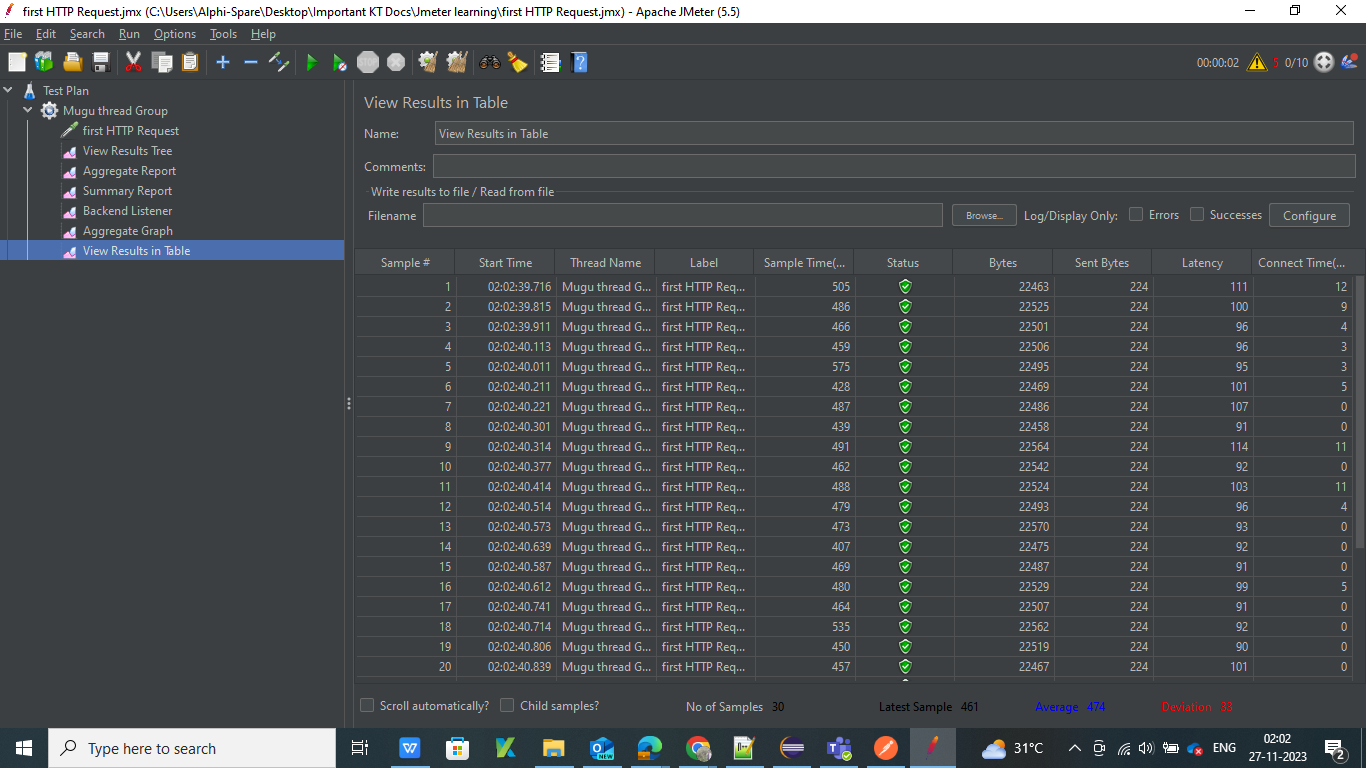 first HTTP Request.jmx (C:\Users\Alphi-Spare\Desktop\Important KT Docs\Jmeter learning\first HTTP Request.jmx) - Apache JMeter (5.5)
File Edit Search Run Options Tools Help
STOP 00:00:02 5 0/10
Test Plan
Mugu thread Group
first HTTP Request
View Results Tree
Aggregate Report
Summary Report
Backend Listener
Aggregate Graph
View Results in Table
View Results in Table
Name: View Results in Table
Comments:
Write results to file / Read from file
Filename Browse... Log/Display Only: Errors Successes Configure
Sample # Start Time Thread Name Label Sample Time(... Status Bytes Sent Bytes Latency Connect Time(...
1 02:02:39.716 Mugu thread G... first HTTP Req... 505 22463 224 111 12
2 02:02:39.815 Mugu thread G... first HTTP Req... 486 22525 224 100 9
3 02:02:39.911 Mugu thread G... first HTTP Req... 466 22501 224 96 4
4 02:02:40.113 Mugu thread G... first HTTP Req... 459 22506 224 96 3
5 02:02:40.011 Mugu thread G... first HTTP Req... 575 22495 224 95 3
6 02:02:40.211 Mugu thread G... first HTTP Req... 428 22469 224 101 5
7 02:02:40.221 Mugu thread G... first HTTP Req... 487 22486 224 107 0
8 02:02:40.301 Mugu thread G... first HTTP Req... 439 22458 224 91 0
9 02:02:40.314 Mugu thread G... first HTTP Req... 491 22564 224 114 11
10 02:02:40.377 Mugu thread G... first HTTP Req... 462 22542 224 92 0
11 02:02:40.414 Mugu thread G... first HTTP Req... 488 22524 224 103 11
12 02:02:40.514 Mugu thread G... first HTTP Req... 479 22493 224 96 4
13 02:02:40.573 Mugu thread G... first HTTP Req... 473 22570 224 93 0
14 02:02:40.639 Mugu thread G... first HTTP Req... 407 22475 224 92 0
15 02:02:40.587 Mugu thread G... first HTTP Req... 469 22487 224 91 0
16 02:02:40.612 Mugu thread G... first HTTP Req... 480 22529 224 99 5
17 02:02:40.741 Mugu thread G... first HTTP Req... 464 22507 224 91 0
18 02:02:40.714 Mugu thread G... first HTTP Req... 535 22562 224 92 0
19 02:02:40.806 Mugu thread G... first HTTP Req... 450 22519 224 90 0
20 02:02:40.839 Mugu thread G... first HTTP Req... 457 22467 224 101 0
Scroll automatically? Child samples? No of Samples 30 Latest Sample 461 Average 474 Deviation 33
Type here to search 31°C ENG 02:02
27-11-2023
NEW
2